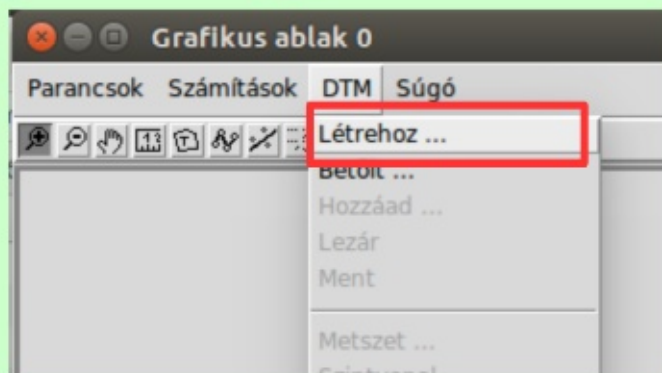 Grafikus ablak 0
Parancsok Számítások DTM Súgó
Létrehoz ...
Betölt ...
Hozzáad ...
Lezár
Ment
Metszet ...